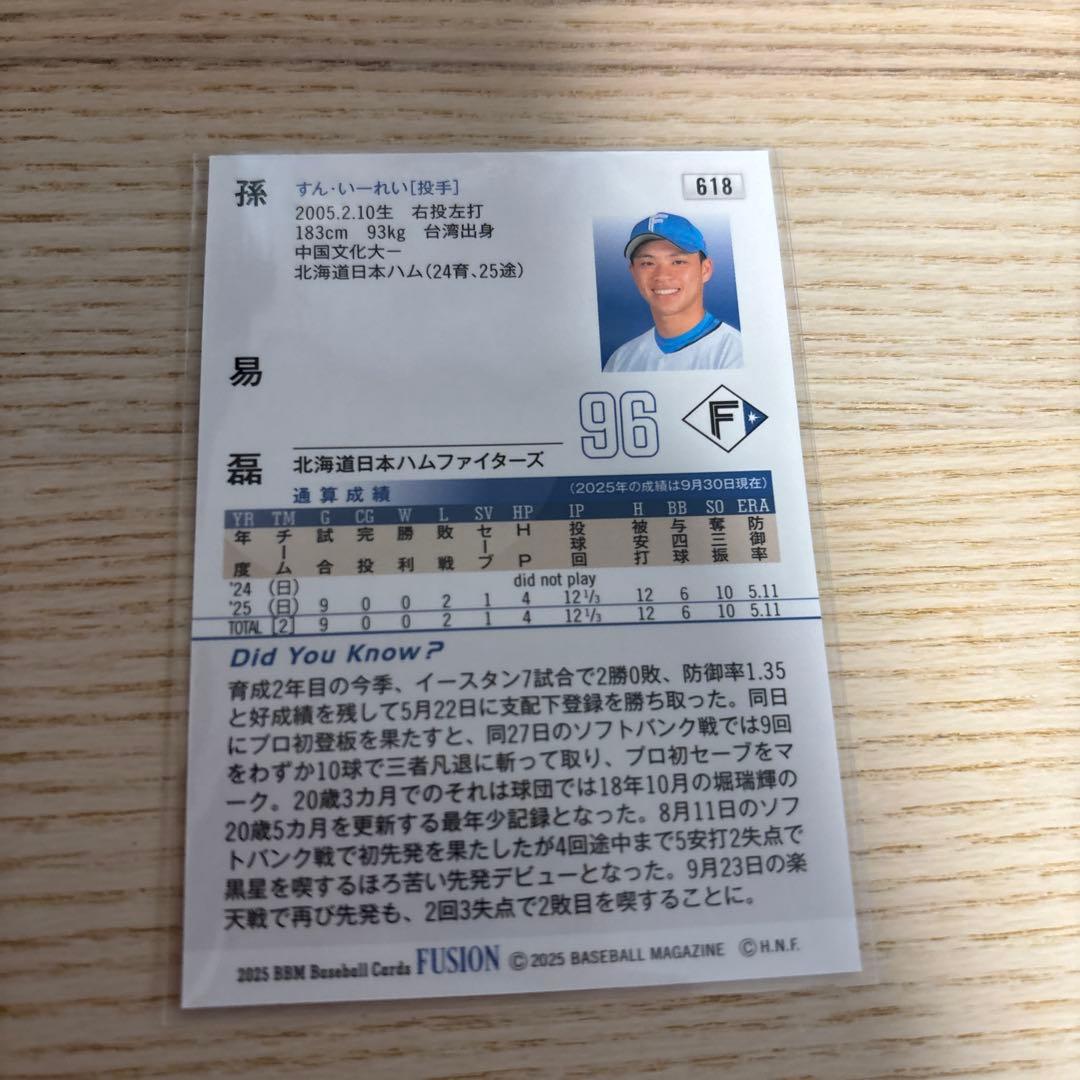 孫 易 磊
618
すん・いーれい[投手]
2005.2.10生 右投左打
183cm 93kg 台湾出身
中国文化大ー
北海道日本ハム(24育、25途)
F
96
F
北海道日本ハムファイターズ
通算成績 (2025年の成績は9月30日現在)
YR TM G CG W L SV HP IP H BB SO ERA
年度 チーム 試合 完投 勝利 敗戦 セーブ HP 投球回 被安打 与四球 奪三振 防御率
'24 (日) did not play
'25 (日) 9 0 0 2 1 4 12 1/3 12 6 10 5.11
TOTAL [2] 9 0 0 2 1 4 12 1/3 12 6 10 5.11
Did You Know?
育成2年目の今季、イースタン7試合で2勝0敗、防御率1.35
と好成績を残して5月22日に支配下登録を勝ち取った。同日
にプロ初登板を果たすと、同27日のソフトバンク戦では9回
をわずか10球で三者凡退に斬って取り、プロ初セーブをマ
ーク。20歳3カ月でのそれは球団では18年10月の堀瑞輝の
20歳5カ月を更新する最年少記録となった。8月11日のソフ
トバンク戦で初先発を果たしたが4回途中まで5安打2失点で
黒星を喫するほろ苦い先発デビューとなった。9月23日の楽
天戦で再び先発も、2回3失点で2敗目を喫することに。
2025 BBM Baseball Cards FUSION ©2025 BASEBALL MAGAZINE ©H.N.F.